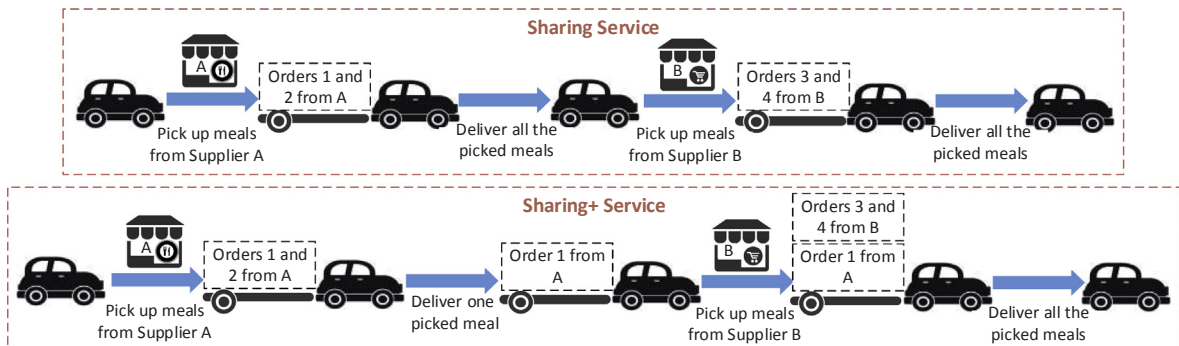 Sharing Service
A
Pick up meals
from Supplier A
Orders 1 and
2 from A
Deliver all the
picked meals
B
Pick up meals
from Supplier B
Orders 3 and
4 from B
Deliver all the
picked meals
Sharing+ Service
A
Pick up meals
from Supplier A
Orders 1 and
2 from A
Deliver one
picked meal
Order 1 from
A
B
Pick up meals
from Supplier B
Orders 3 and
4 from B
Order 1 from
A
Deliver all the
picked meals